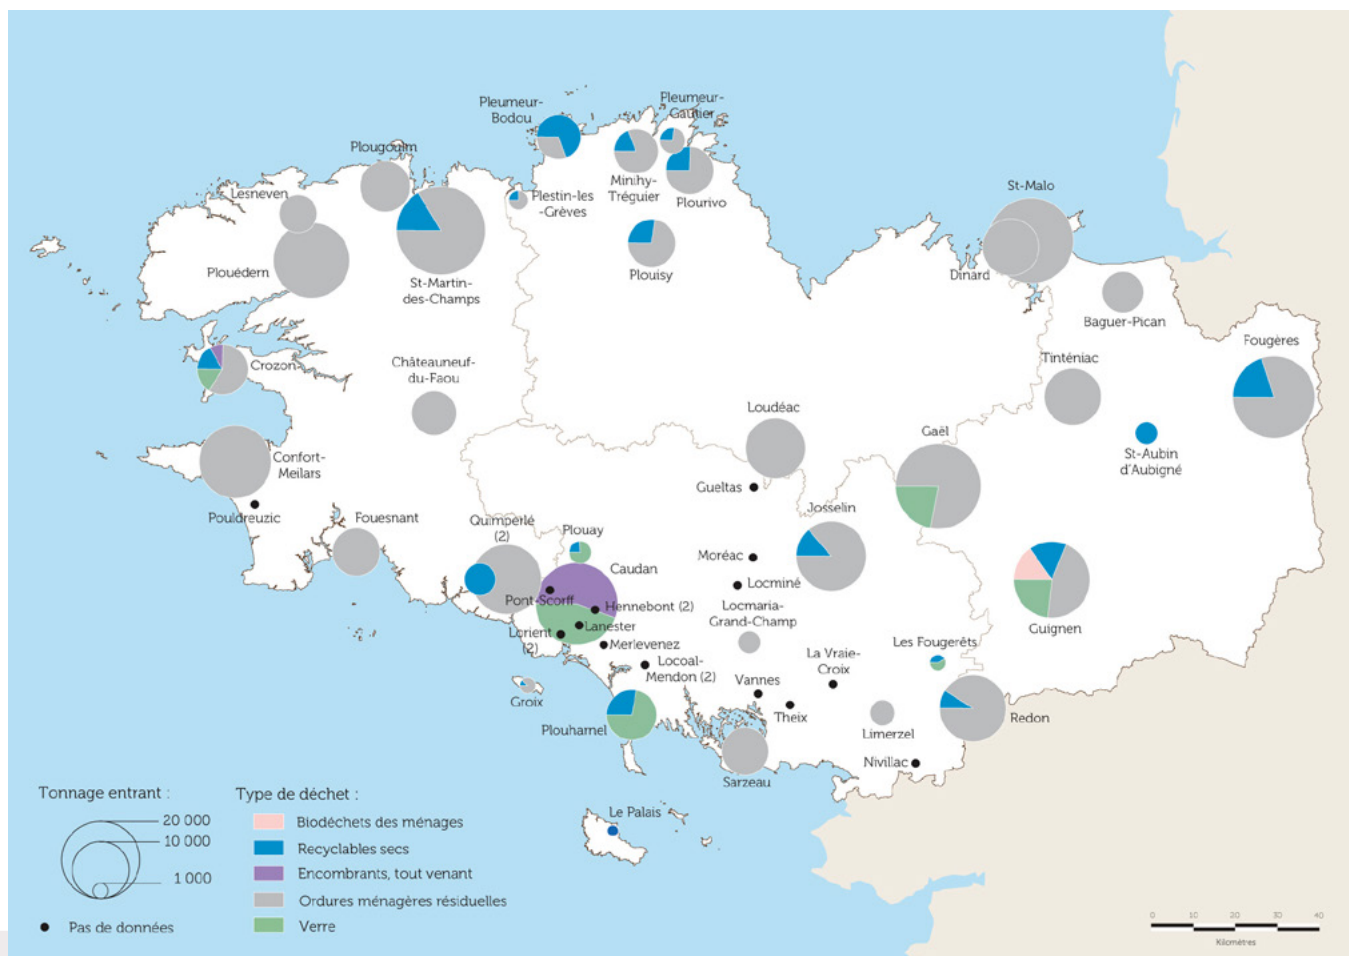 Pleumeur-
Bodou
Pleumeur-
Gautier
Plougoulm
Lesneven
Minihy-
Tréguier
Plestin-les
-Grèves
Plourivo
St-Malo
Plouédern
St-Martin-
des-Champs
Plouisy
Dinard
Baguer-Pican
Fougères
Crozon
Châteauneuf-
du-Faou
Tinténiac
Loudéac
Gaël
St-Aubin
d'Aubigné
Confort-
Meilars
Gueltas
Pouldreuzic
Fouesnant
Quimperlé
(2)
Plouay
Josselin
Caudan
Moréac
Locminé
Pont-Scorff
Hennebont (2)
Locmaria-
Grand-Champ
Guignen
Lanester
Lorient
(2)
Merlevenez
Les Fougerêts
La Vraie-
Croix
Locoal-
Mendon (2)
Vannes
Groix
Theix
Redon
Plouharnel
Limerzel
Nivillac
Sarzeau
Le Palais
Tonnage entrant :
20 000
10 000
1 000
Pas de données
Type de déchet :
Biodéchets des ménages
Recyclables secs
Encombrants, tout venant
Ordures ménagères résiduelles
Verre
0 10 20 30 40
Kilomètres